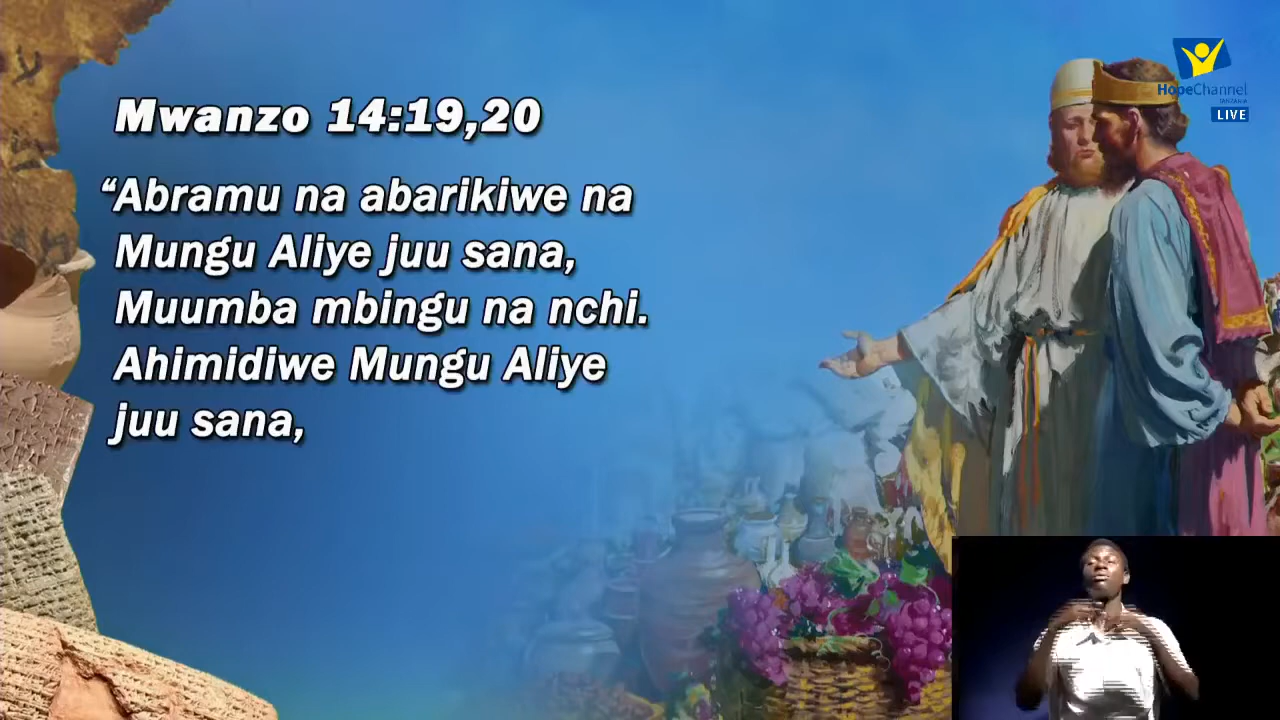 HopeChannel
TANZANIA
LIVE
Mwanzo 14:19,20
“Abramu na abarikiwe na
Mungu Aliye juu sana,
Muumba mbingu na nchi.
Ahimidiwe Mungu Aliye
juu sana,